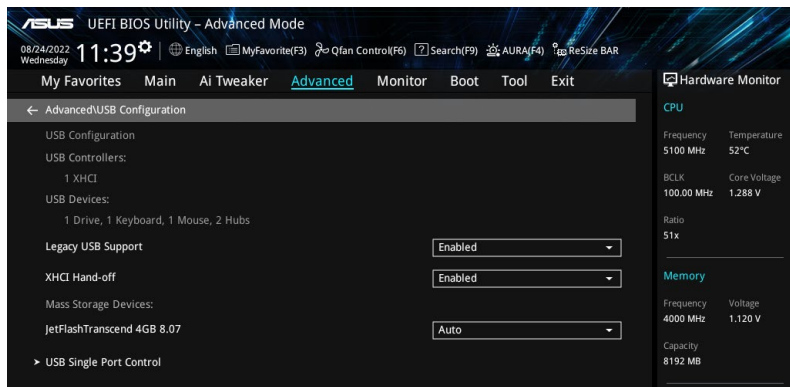 ASUS UEFI BIOS Utility – Advanced Mode
08/24/2022 Wednesday 11:39 English MyFavorite(F3) Qfan Control(F6) ? Search(F9) AURA(F4) ReSize BAR
My Favorites Main Ai Tweaker Advanced Monitor Boot Tool Exit
← Advanced\USB Configuration
USB Configuration
USB Controllers:
1 XHCI
USB Devices:
1 Drive, 1 Keyboard, 1 Mouse, 2 Hubs
Legacy USB Support Enabled
XHCI Hand-off Enabled
Mass Storage Devices:
JetFlashTranscend 4GB 8.07 Auto
USB Single Port Control
Hardware Monitor
CPU
Frequency Temperature
5100 MHz 52°C
BCLK Core Voltage
100.00 MHz 1.288 V
Ratio
51x
Memory
Frequency Voltage
4000 MHz 1.120 V
Capacity
8192 MB